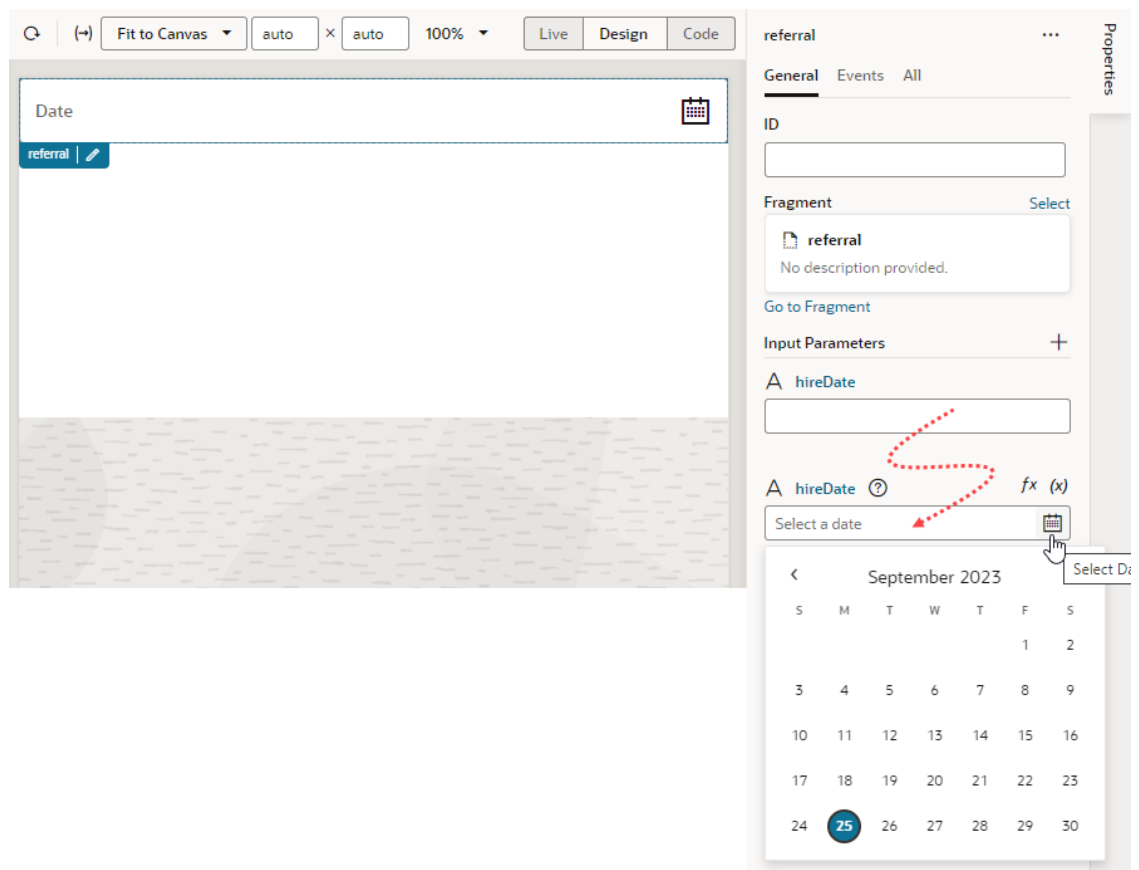 Fit to Canvas auto × auto 100% Live Design Code
Date
referral
referral
General Events All
ID
Fragment Select
referral
No description provided.
Go to Fragment
Input Parameters
A hireDate
A hireDate ? fx (x)
Select a date
Select Da
September 2023
S M T W T F S
1 2
3 4 5 6 7 8 9
10 11 12 13 14 15 16
17 18 19 20 21 22 23
24 25 26 27 28 29 30
Properties